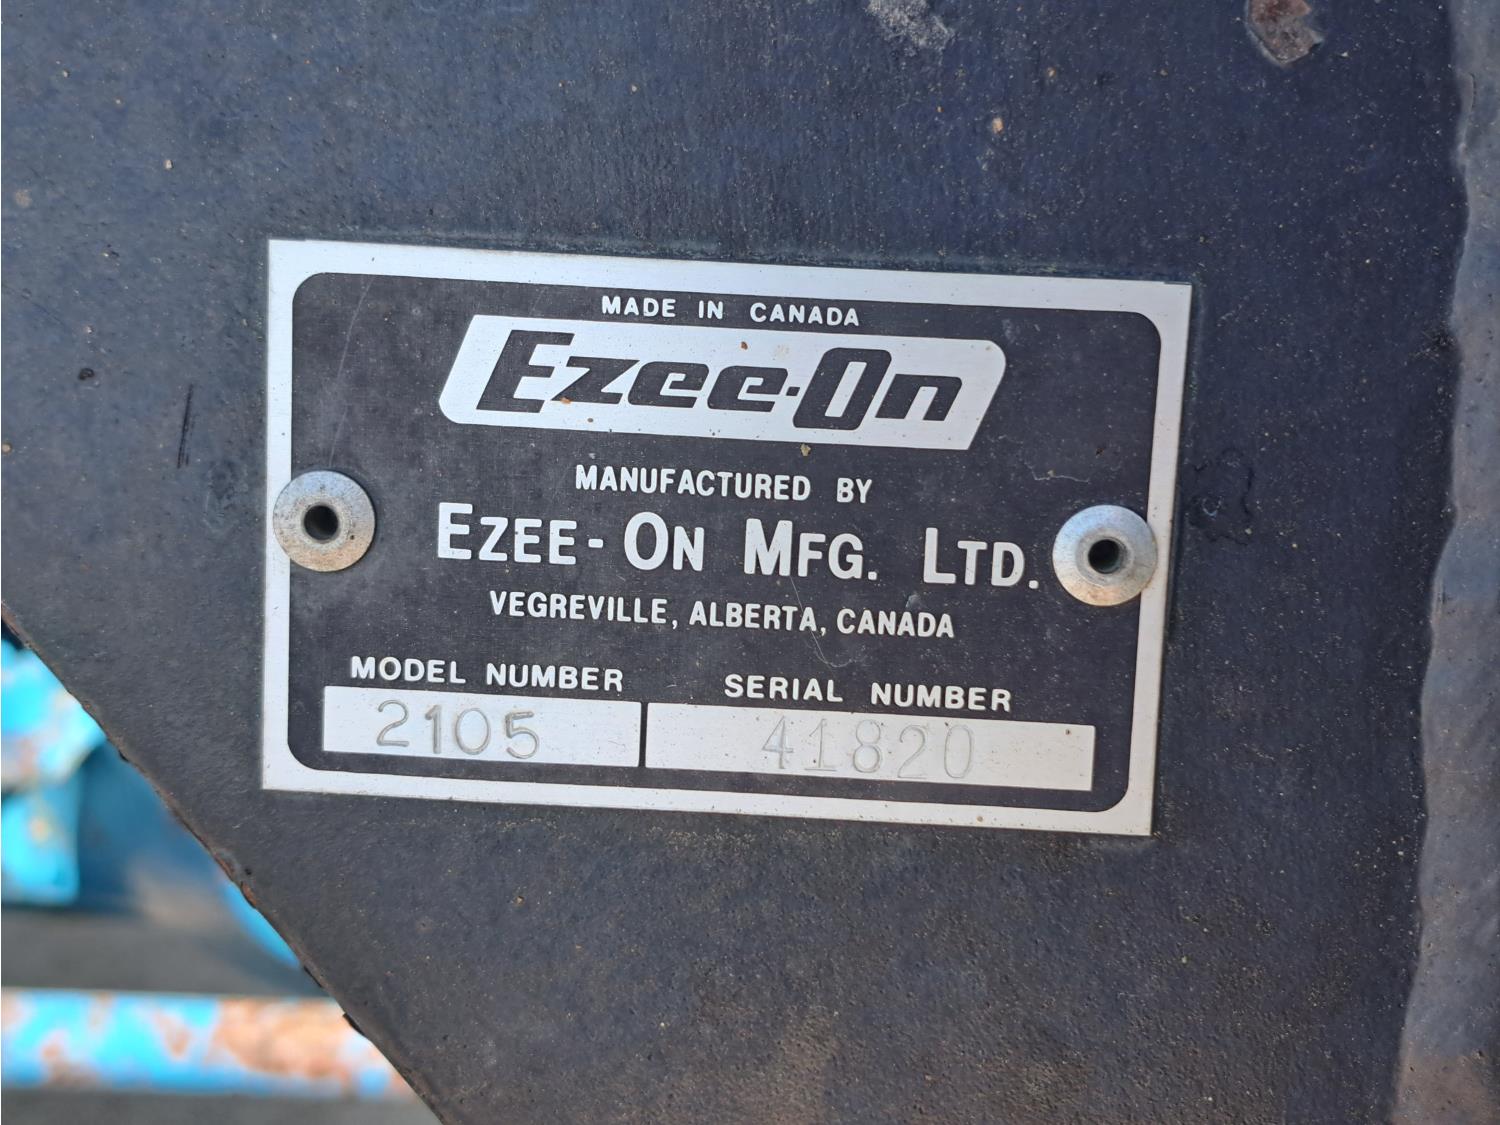 MADE IN CANADA
Ezee-On
MANUFACTURED BY
EZEE-ON MFG. LTD.
VEGREVILLE, ALBERTA, CANADA
MODEL NUMBER SERIAL NUMBER
2105 41820